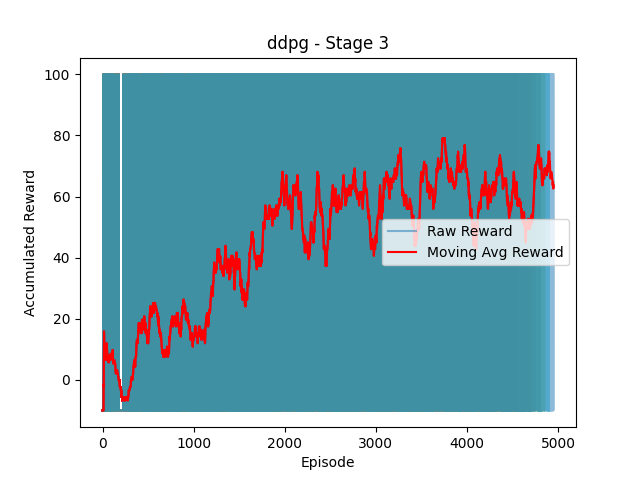 ddpg - Stage 3
100
80
60
40
20
0
Accumulated Reward
Raw Reward
Moving Avg Reward
0 1000 2000 3000 4000 5000
Episode